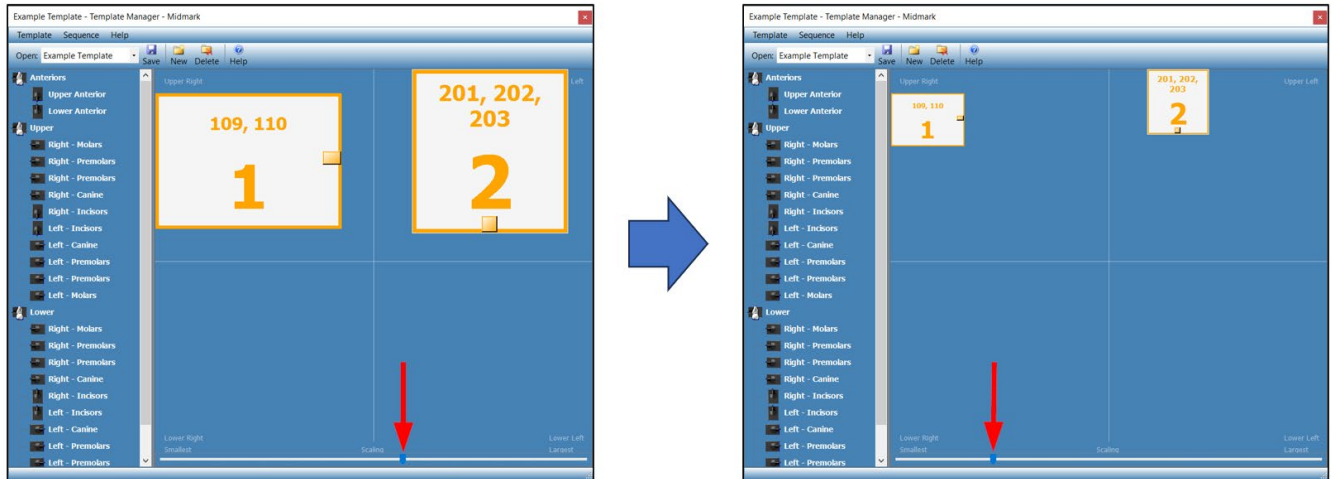 Example Template - Template Manager - Midmark
Template Sequence Help
Open: Example Template Save New Delete Help
Anteriors
Upper Anterior
Lower Anterior
Upper
Right - Molars
Right - Premolars
Right - Premolars
Right - Canine
Right - Incisors
Left - Incisors
Left - Canine
Left - Premolars
Left - Premolars
Left - Molars
Lower
Right - Molars
Right - Premolars
Right - Premolars
Right - Canine
Right - Incisors
Left - Incisors
Left - Canine
Left - Premolars
Left - Premolars
Upper Right
Left
109, 110
1
201, 202,
203
2
Lower Right
Lower Left
Smallest Scaling Largest
Example Template - Template Manager - Midmark
Template Sequence Help
Open: Example Template Save New Delete Help
Anteriors
Upper Anterior
Lower Anterior
Upper
Right - Molars
Right - Premolars
Right - Premolars
Right - Canine
Right - Incisors
Left - Incisors
Left - Canine
Left - Premolars
Left - Premolars
Left - Molars
Lower
Right - Molars
Right - Premolars
Right - Premolars
Right - Canine
Right - Incisors
Left - Incisors
Left - Canine
Left - Premolars
Left - Premolars
Upper Right
Upper Left
109, 110
1
201, 202,
203
2
Lower Right
Lower Left
Smallest Scaling Largest